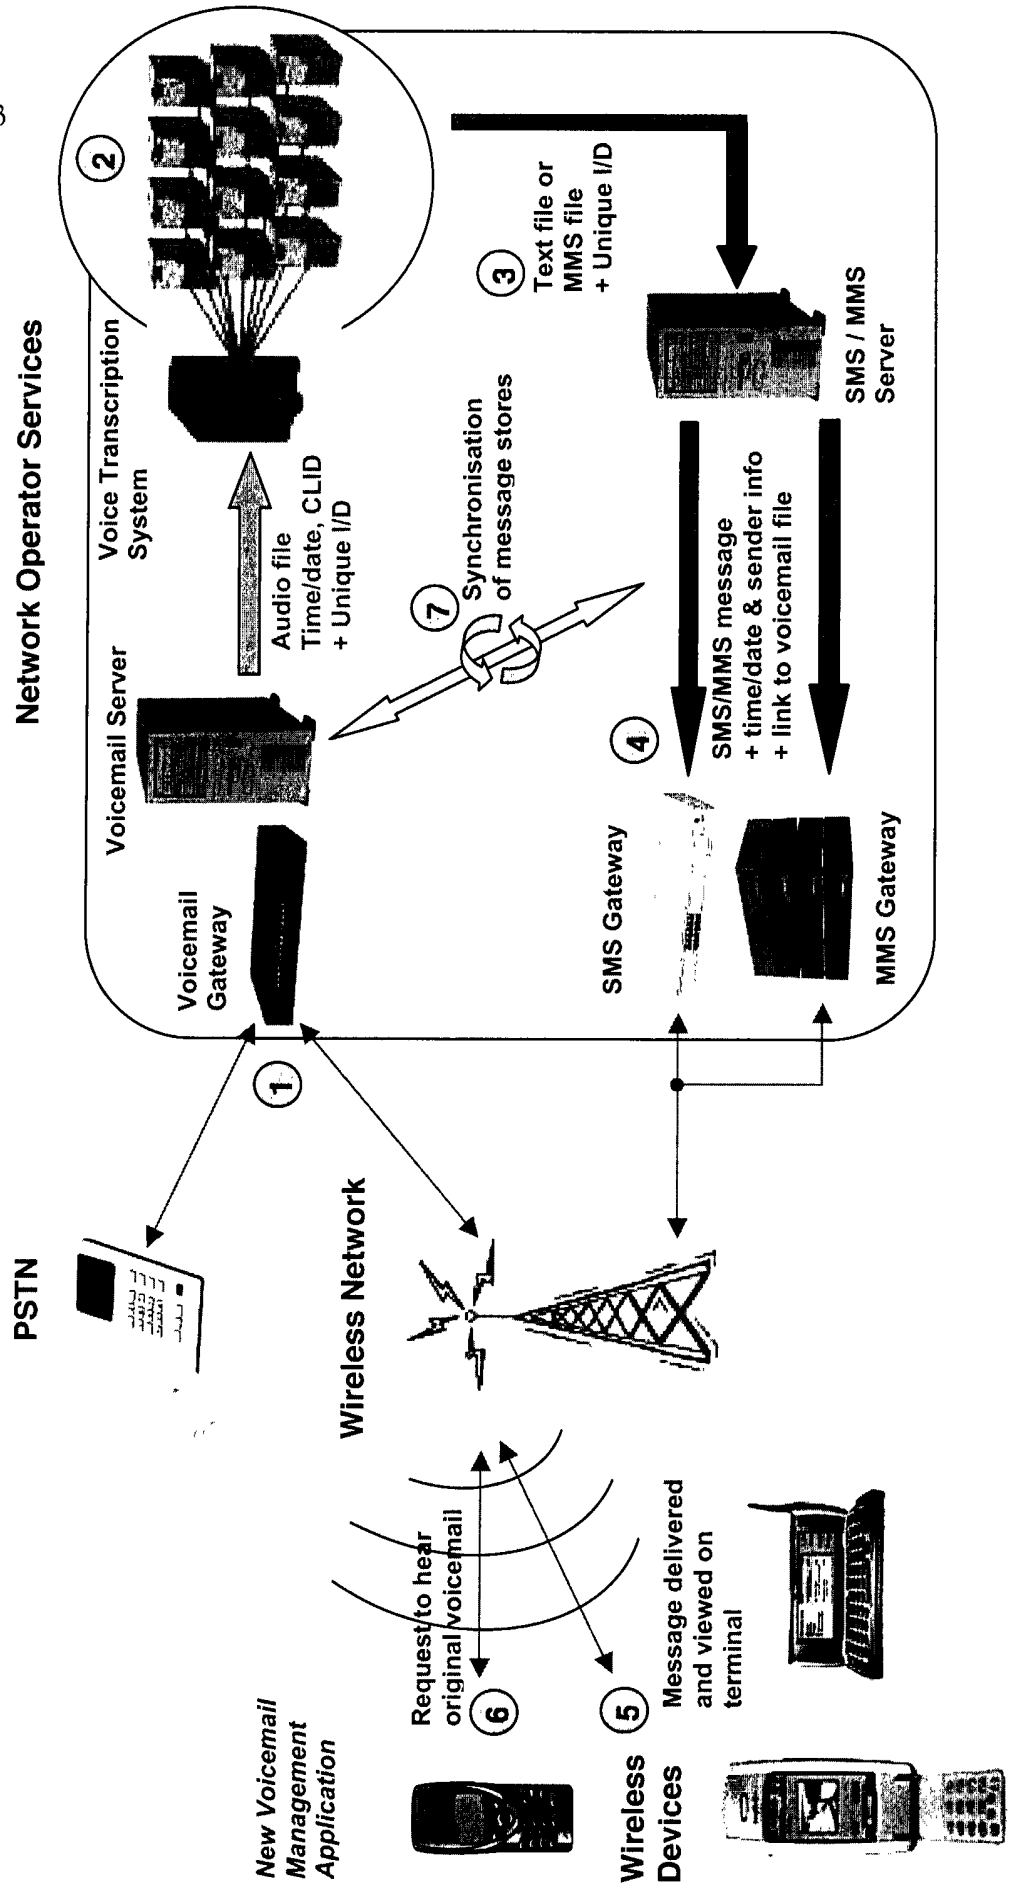 3
Network Operator Services
PSTN
Voicemail
Gateway
Voicemail Server
Voice Transcription
System
2
1
Audio file
Time/date, CLID
+ Unique I/D
New Voicemail
Management
Application
Wireless Network
Request to hear
original voicemail
6
7
Synchronisation
of message stores
3
Text file or
MMS file
+ Unique I/D
Wireless
Devices
5
Message delivered
and viewed on
terminal
SMS Gateway
4
SMS/MMS message
+ time/date & sender info
+ link to voicemail file
MMS Gateway
SMS / MMS
Server